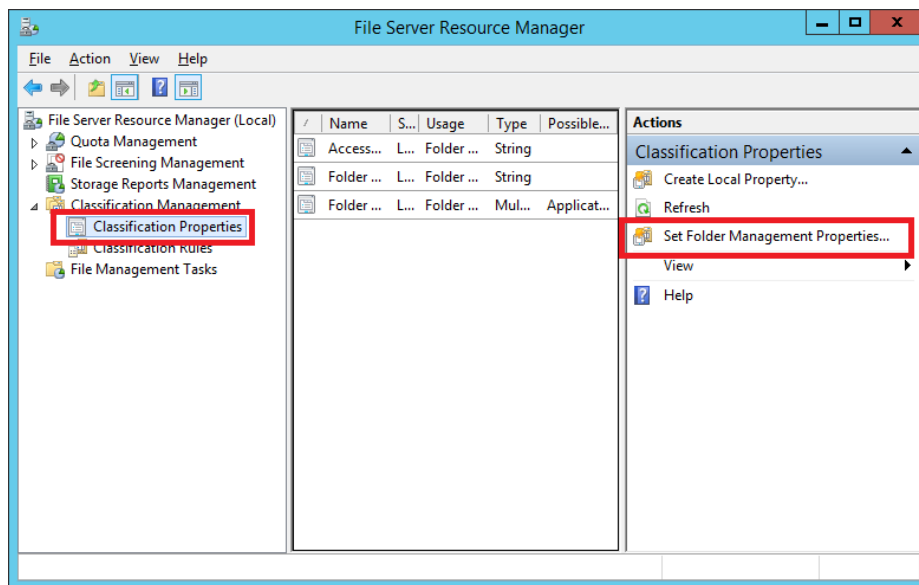 File Server Resource Manager
File Action View Help
File Server Resource Manager (Local)
Quota Management
File Screening Management
Storage Reports Management
Classification Management
Classification Properties
Classification Rules
File Management Tasks
Name S... Usage Type Possible...
Access... L... Folder ... String
Folder ... L... Folder ... String
Folder ... L... Folder ... Mul... Applicat...
Actions
Classification Properties
Create Local Property...
Refresh
Set Folder Management Properties...
View
Help